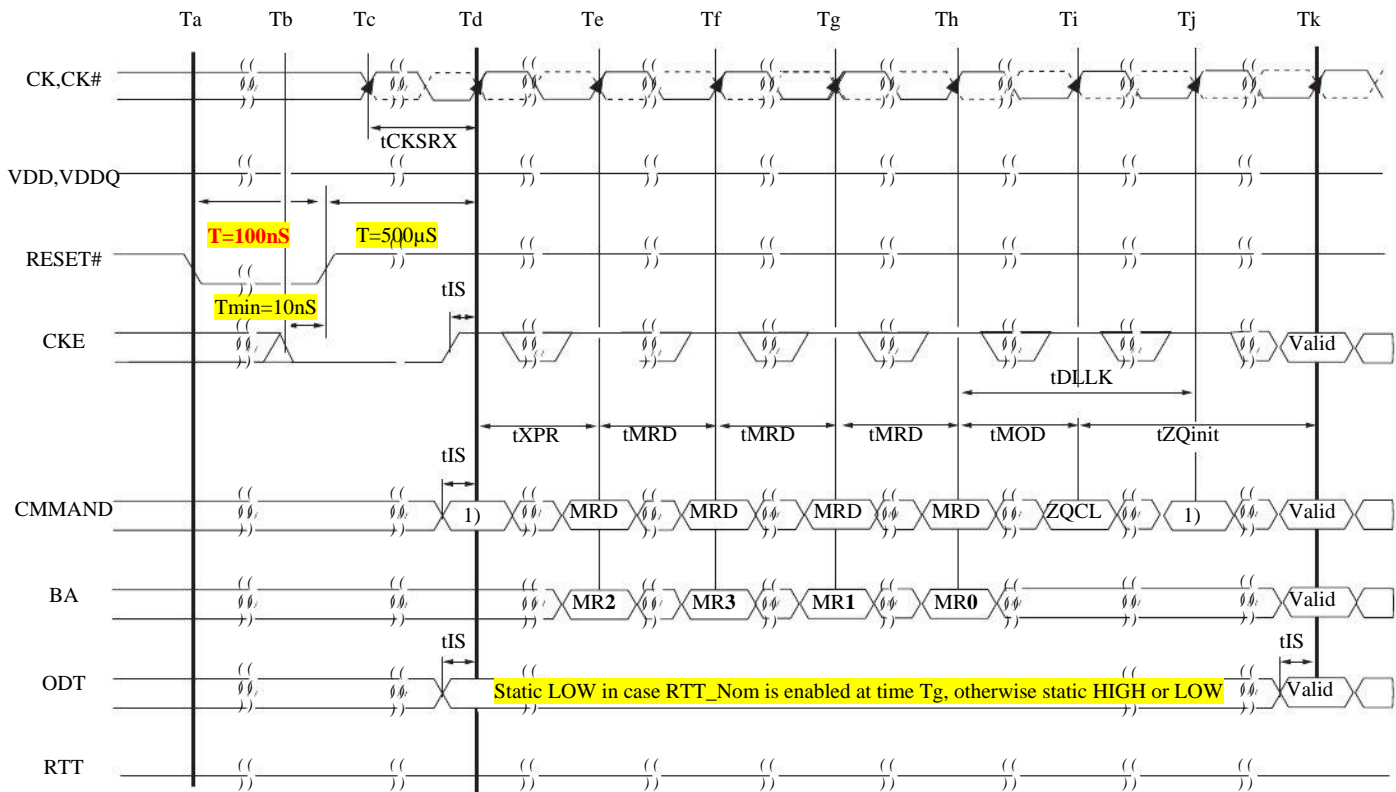 Ta Tb Tc Td Te Tf Tg Th Ti Tj Tk
CK,CK#
tCKSRX
VDD,VDDQ
T=100nS T=500µS
RESET#
Tmin=10nS tIS
CKE Valid
tDLLK
tXPR tMRD tMRD tMRD tMOD tZQinit
tIS
CMMAND 1) MRD MRD MRD MRD ZQCL 1) Valid
BA MR2 MR3 MR1 MR0 Valid
tIS tIS
ODT Static LOW in case RTT_Nom is enabled at time Tg, otherwise static HIGH or LOW Valid
RTT